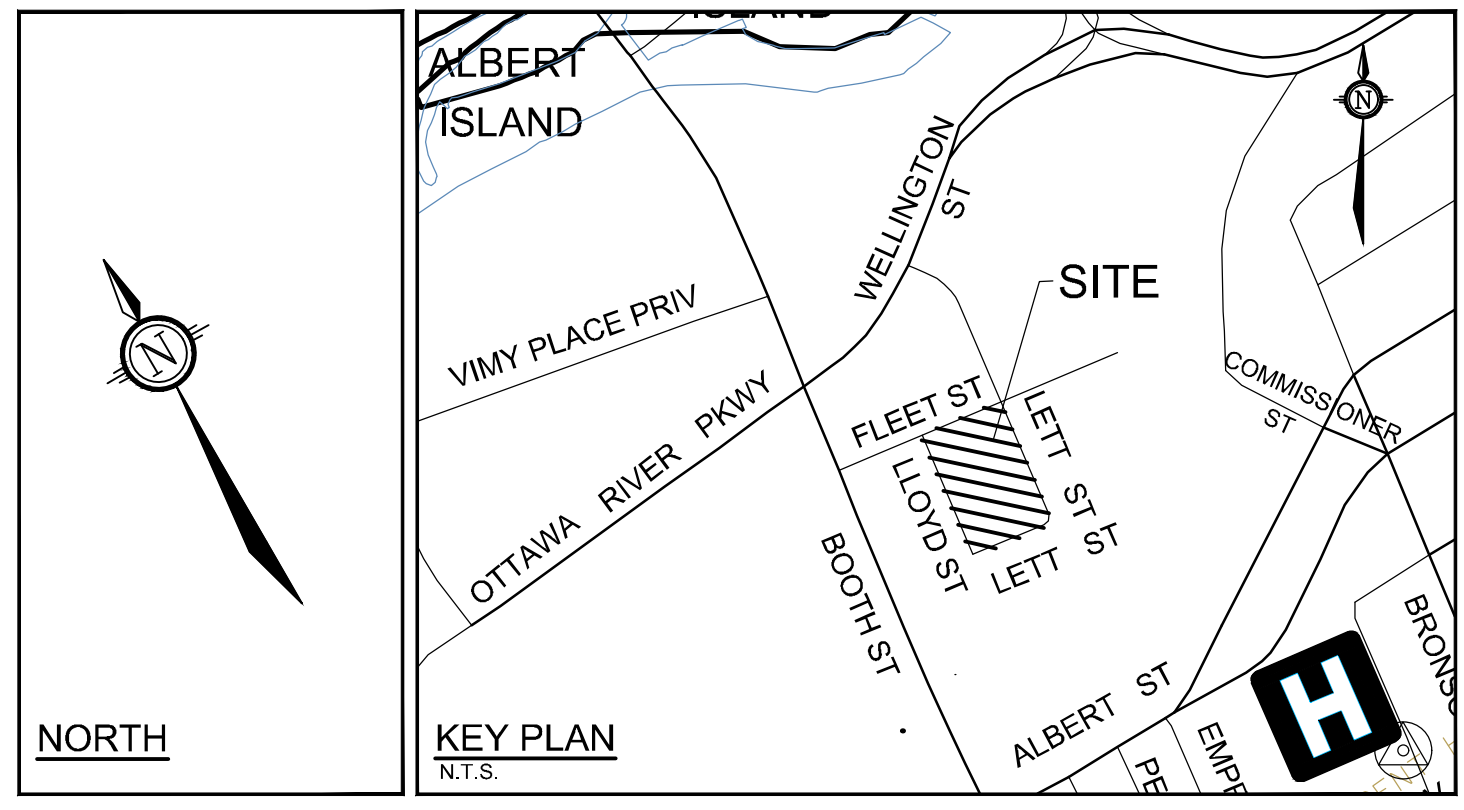 N
NORTH
ISLAND
ALBERT
ISLAND
N
WELLINGTON
ST
SITE
VIMY PLACE PRIV
OTTAWA RIVER PKWY
FLEET ST
LETT ST
COMMISSIONER
ST
LLOYD ST
LETT ST
BOOTH ST
ALBERT ST
H
KEY PLAN
N.T.S.